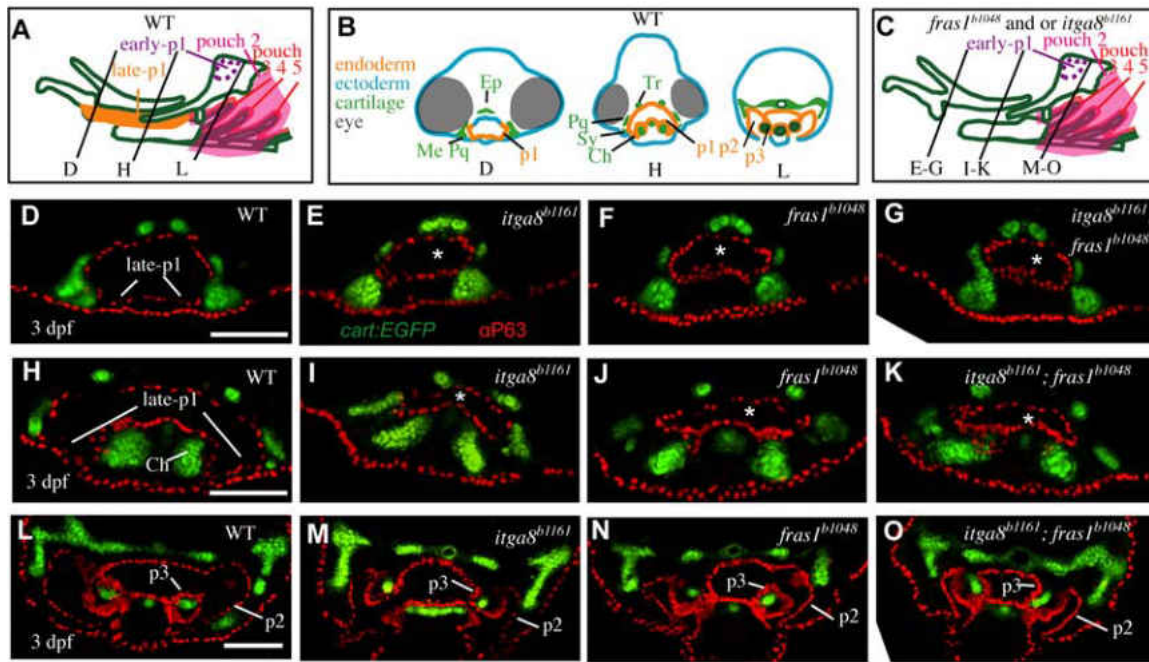 A
WT
early-p1
pouch 2
late-p1
pouch
3 4 5
D
H
L
B
WT
endoderm
ectoderm
cartilage
eye
Ep
Me Pq
p1
D
Tr
Pq
Sy
Ch
p1
H
p2
p3
L
C
fras1b1048 and or itga8b1161
early-p1
pouch 2
pouch
3 4 5
E-G
I-K
M-O
D
WT
late-p1
3 dpf
E
itga8b1161
*
cart:EGFP
αP63
F
fras1b1048
*
G
itga8b1161
fras1b1048
*
H
WT
late-p1
Ch
3 dpf
I
itga8b1161
*
J
fras1b1048
*
K
itga8b1161; fras1b1048
*
L
WT
p3
p2
3 dpf
M
itga8b1161
p3
p2
N
fras1b1048
p3
p2
O
itga8b1161; fras1b1048
p3
p2